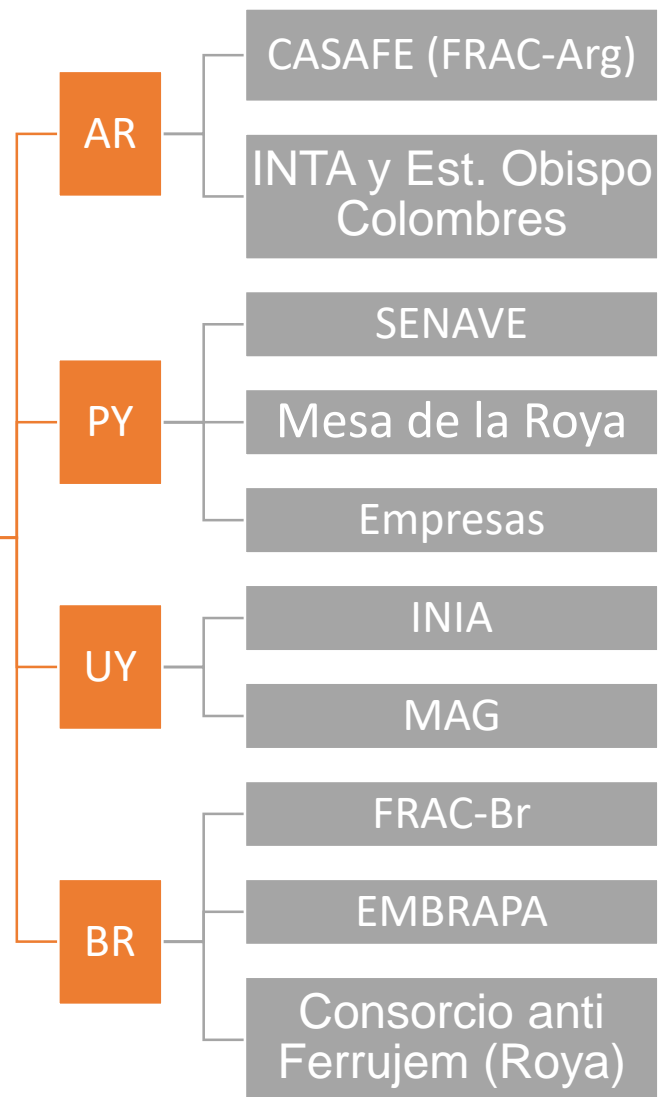 AR
CASAFE (FRAC-Arg)
INTA y Est. Obispo
Colombres
PY
SENAVE
Mesa de la Roya
Empresas
UY
INIA
MAG
BR
FRAC-Br
EMBRAPA
Consorcio anti
Ferrujem (Roya)